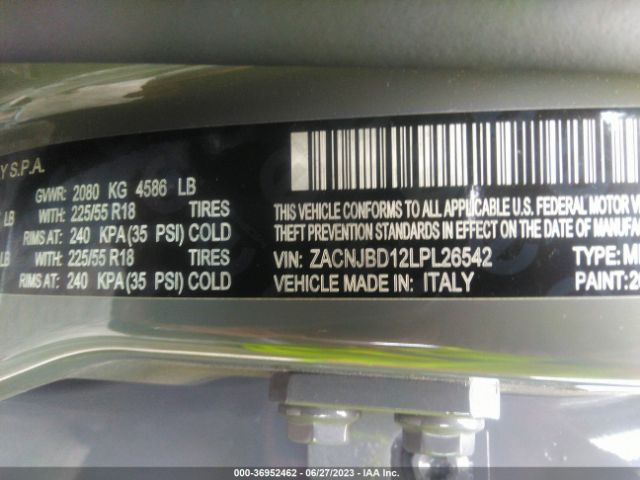 Y S.P.A.
GVWR: 2080 KG 4586 LB
LB WITH: 225/55 R18 TIRES
RIMS AT: 240 KPA(35 PSI) COLD
LB WITH: 225/55 R18 TIRES
RIMS AT: 240 KPA(35 PSI) COLD
THIS VEHICLE CONFORMS TO ALL APPLICABLE U.S. FEDERAL MOTOR VE
THEFT PREVENTION STANDARDS IN EFFECT ON THE DATE OF MANU
VIN: ZACNJBD12LPL26542 TYPE: M
VEHICLE MADE IN: ITALY PAINT: 2
000-36952462 - 06/27/2023 - IAA Inc.